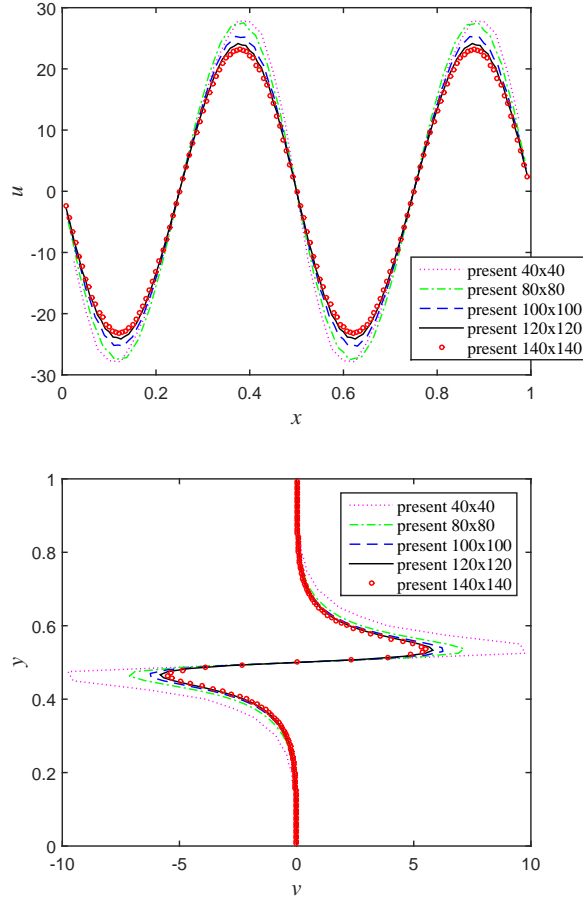 30
20
10
0
-10
-20
-30
u
present 40x40
present 80x80
present 100x100
present 120x120
present 140x140
0
0.2
0.4
0.6
0.8
1
x
1
0.8
0.6
0.4
0.2
0
y
present 40x40
present 80x80
present 100x100
present 120x120
present 140x140
-10
-5
0
5
10
v